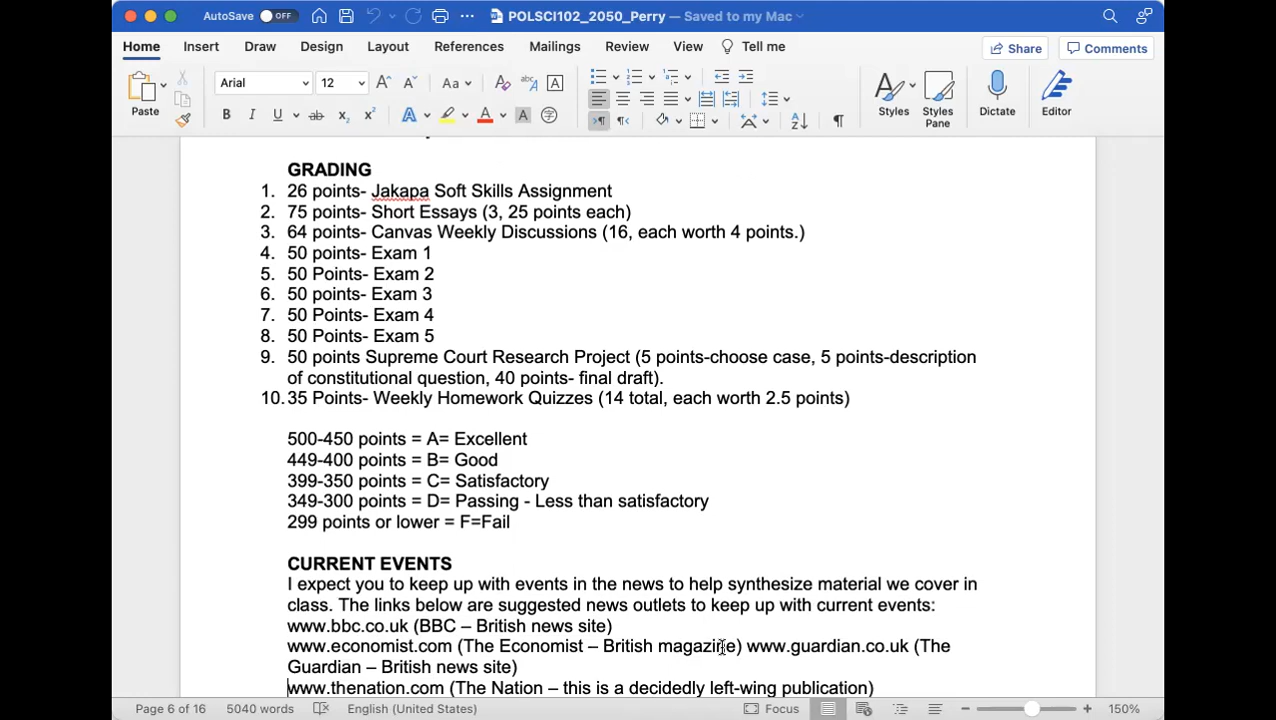 AutoSave OFF POLSCI102_2050_Perry — Saved to my Mac
Home Insert Draw Design Layout References Mailings Review View Tell me Share Comments
Paste Arial 12 Styles Styles Pane Dictate Editor
GRADING
1. 26 points- Jakapa Soft Skills Assignment
2. 75 points- Short Essays (3, 25 points each)
3. 64 points- Canvas Weekly Discussions (16, each worth 4 points.)
4. 50 points- Exam 1
5. 50 Points- Exam 2
6. 50 points- Exam 3
7. 50 Points- Exam 4
8. 50 Points- Exam 5
9. 50 points Supreme Court Research Project (5 points-choose case, 5 points-description
of constitutional question, 40 points- final draft).
10. 35 Points- Weekly Homework Quizzes (14 total, each worth 2.5 points)
500-450 points = A= Excellent
449-400 points = B= Good
399-350 points = C= Satisfactory
349-300 points = D= Passing - Less than satisfactory
299 points or lower = F=Fail
CURRENT EVENTS
I expect you to keep up with events in the news to help synthesize material we cover in
class. The links below are suggested news outlets to keep up with current events:
www.bbc.co.uk (BBC – British news site)
www.economist.com (The Economist – British magazine) www.guardian.co.uk (The
Guardian – British news site)
www.thenation.com (The Nation – this is a decidedly left-wing publication)
Page 6 of 16 5040 words English (United States) Focus 150%